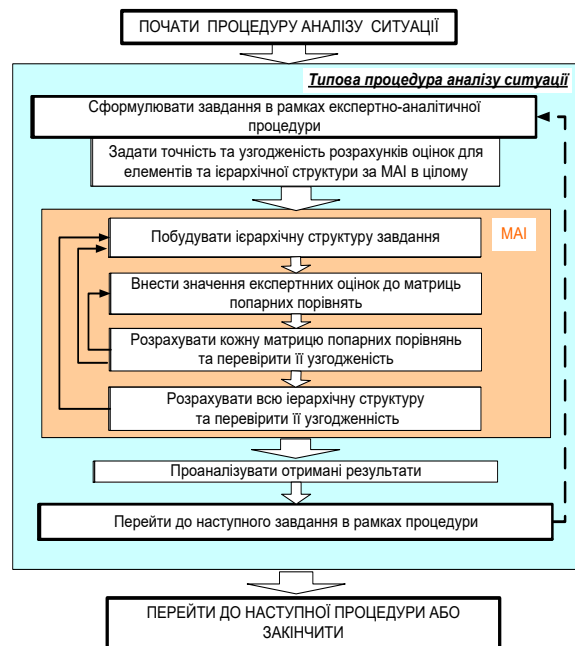 ПОЧАТИ ПРОЦЕДУРУ АНАЛІЗУ СИТУАЦІЇ
Типова процедура аналізу ситуації
Сформулювати завдання в рамках експертно-аналітичної
процедури
Задати точність та узгодженість розрахунків оцінок для
елементів та ієрархічної структури за МАІ в цілому
МАІ
Побудувати ієрархічну структуру завдання
Внести значення експертнних оцінок до матриць
попарних порівнять
Розрахувати кожну матрицю попарних порівнянь
та перевірити її узгодженість
Розрахувати всю ієрархічну структуру
та перевірити її узгодженність
Проаналізувати отримані результати
Перейти до наступного завдання в рамках процедури
ПЕРЕЙТИ ДО НАСТУПНОЇ ПРОЦЕДУРИ АБО
ЗАКІНЧИТИ